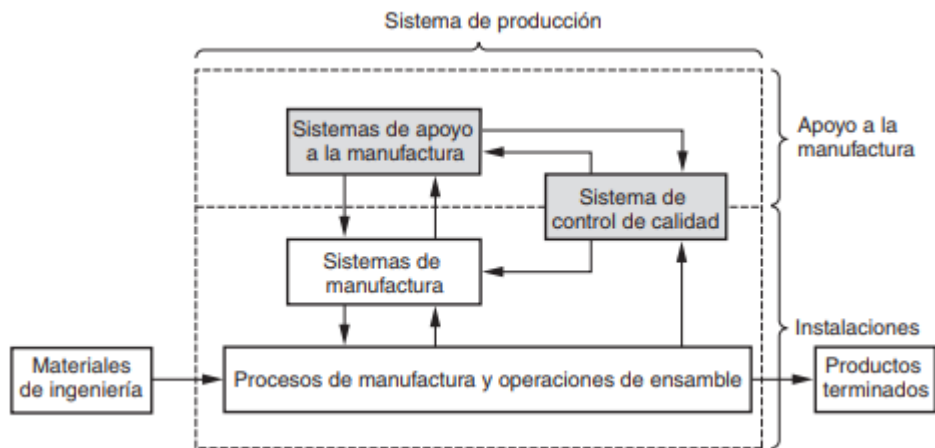 Sistema de producción
Sistemas de apoyo
a la manufactura
Apoyo a la
manufactura
Sistema de
control de calidad
Sistemas de
manufactura
Instalaciones
Materiales
de ingeniería
Procesos de manufactura y operaciones de ensamble
Productos
terminados